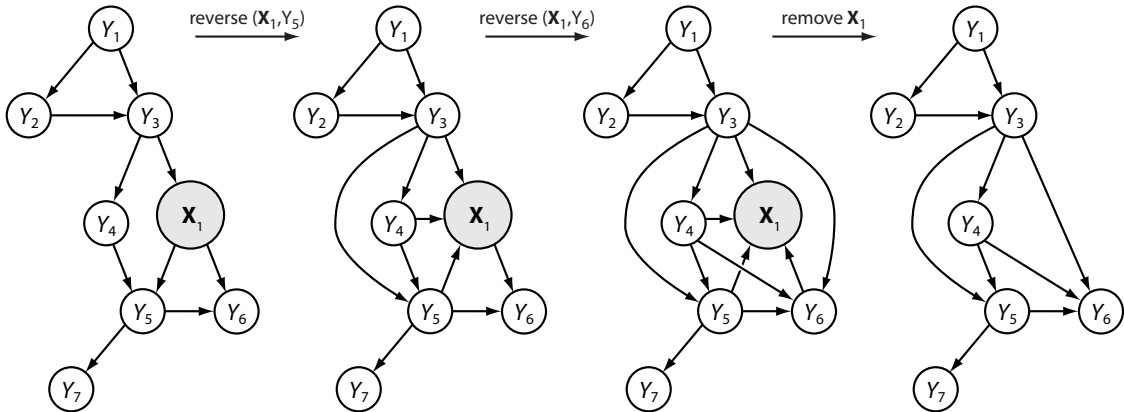 reverse (X₁,Y₅)
reverse (X₁,Y₆)
remove X₁
Y₁
Y₂
Y₃
Y₄
X₁
Y₅
Y₆
Y₇
Y₁
Y₂
Y₃
Y₄
X₁
Y₅
Y₆
Y₇
Y₁
Y₂
Y₃
Y₄
X₁
Y₅
Y₆
Y₇
Y₁
Y₂
Y₃
Y₄
Y₅
Y₆
Y₇